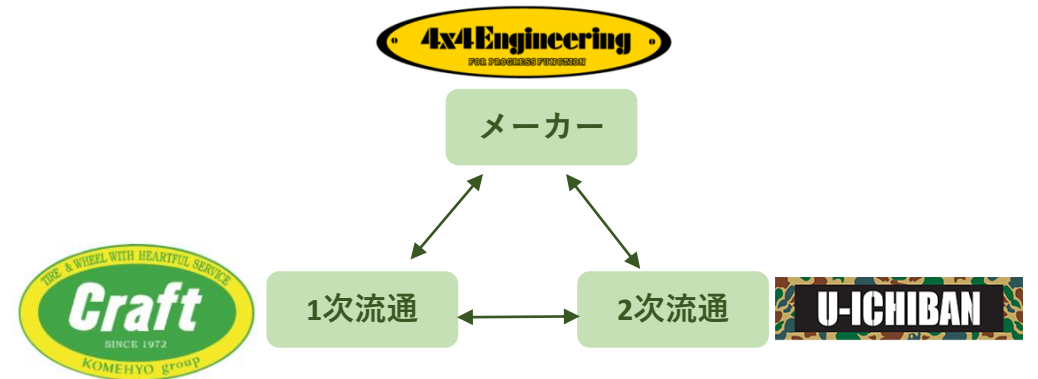 4x4Engineering
FOR PROGRESS FUNCTION
メーカー
TIRE & WHEEL WITH HEARTFUL SERVICE
Craft
SINCE 1972
KOMEHYO group
1次流通
2次流通
U-ICHIBAN